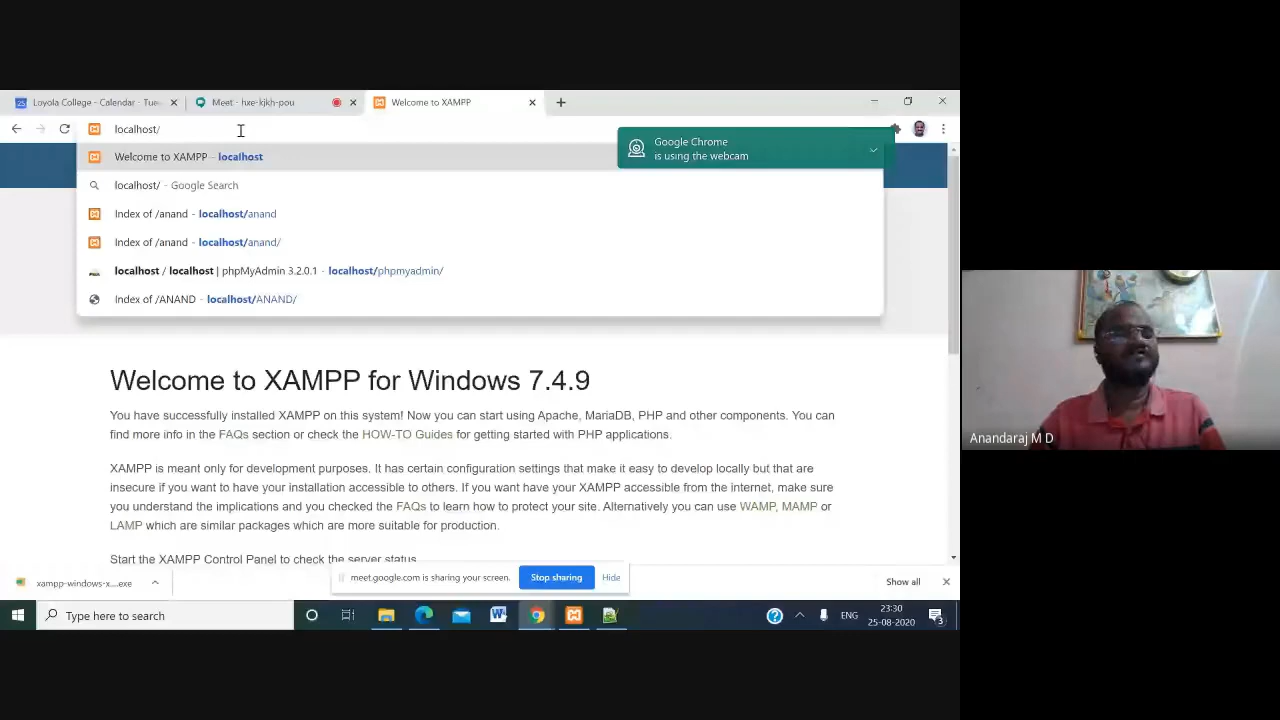 Loyola College - Calendar - Tue
Meet - hxe-kjkh-pou
Welcome to XAMPP
localhost/
Google Chrome
is using the webcam
Welcome to XAMPP - localhost
localhost/ - Google Search
Index of /anand - localhost/anand
Index of /anand - localhost/anand/
localhost / localhost | phpMyAdmin 3.2.0.1 - localhost/phpmyadmin/
Index of /ANAND - localhost/ANAND/
Welcome to XAMPP for Windows 7.4.9
You have successfully installed XAMPP on this system! Now you can start using Apache, MariaDB, PHP and other components. You can
find more info in the FAQs section or check the HOW-TO Guides for getting started with PHP applications.
XAMPP is meant only for development purposes. It has certain configuration settings that make it easy to develop locally but that are
insecure if you want to have your installation accessible to others. If you want have your XAMPP accessible from the internet, make sure
you understand the implications and you checked the FAQs to learn how to protect your site. Alternatively you can use WAMP, MAMP or
LAMP which are similar packages which are more suitable for production.
Start the XAMPP Control Panel to check the server status.
Anandaraj M D
xampp-windows-x....exe
meet.google.com is sharing your screen.
Stop sharing
Hide
Show all
Type here to search
ENG
23:30
25-08-2020
3